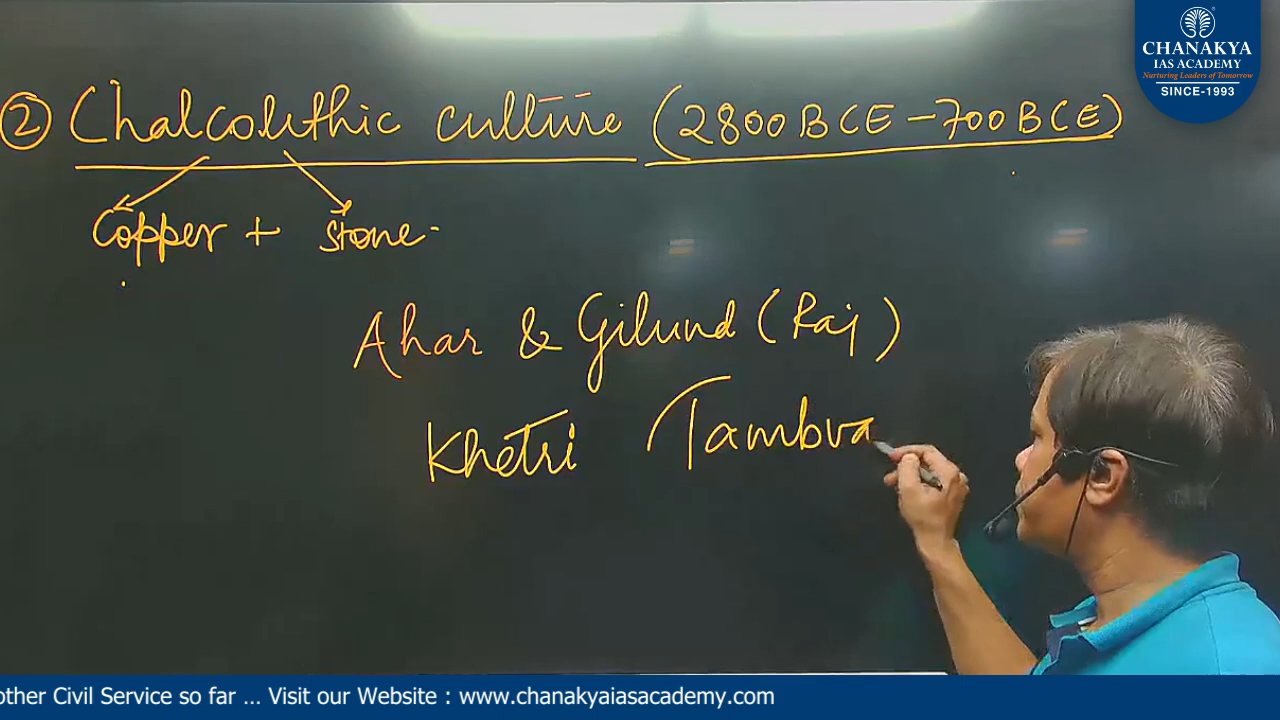 CHANAKYA
IAS ACADEMY
Nurturing Leaders of Tomorrow
SINCE-1993
② Chalcolithic culture (2800 BCE - 700 BCE)
Copper + stone
Ahar & Gilund (Raj)
Khetri (Tambva
other Civil Service so far ... Visit our Website : www.chanakyaiasacademy.com